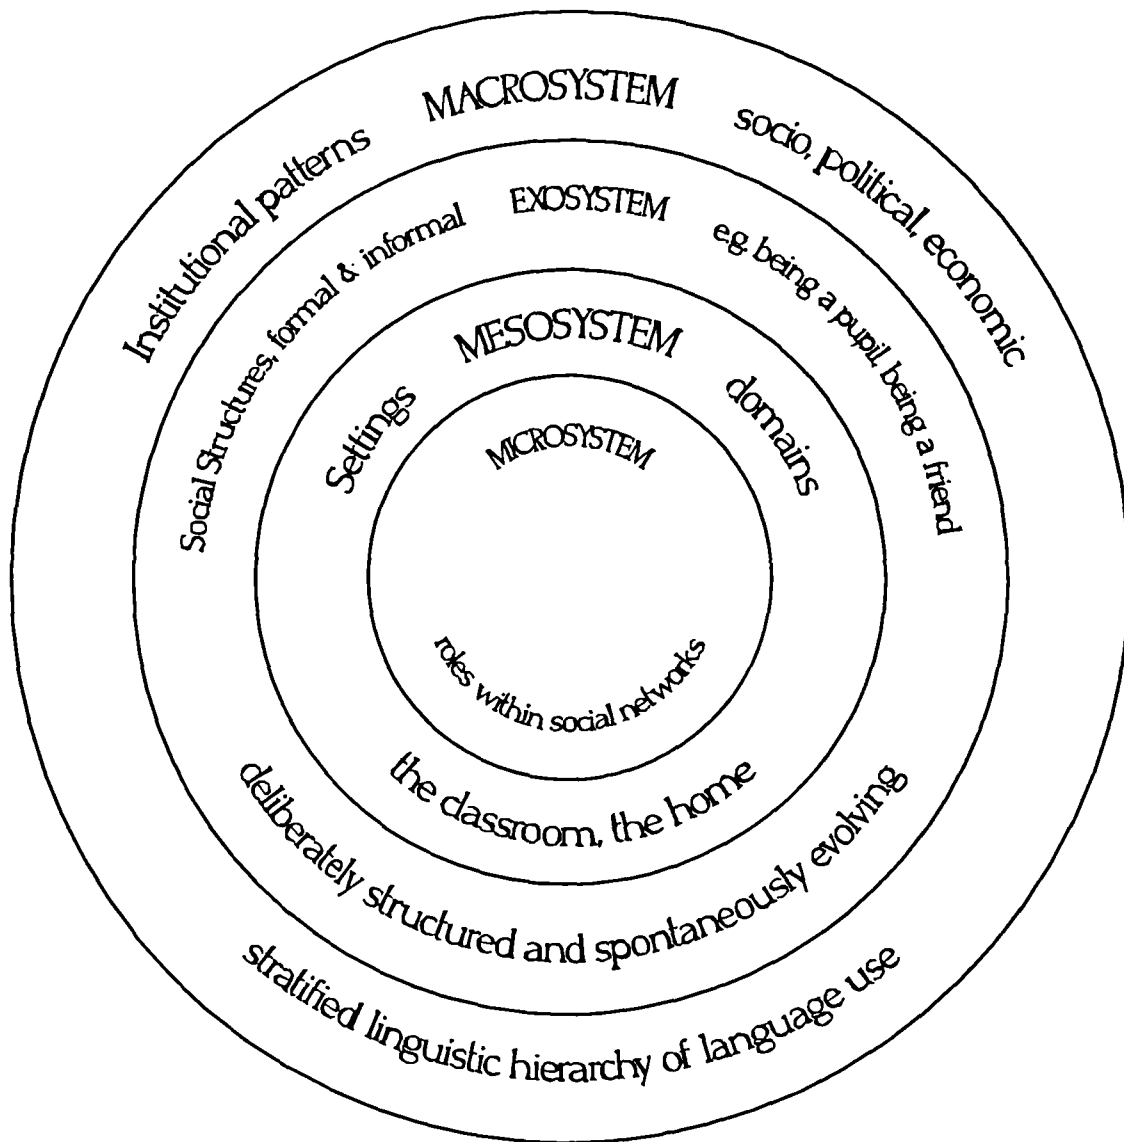 MACROSYSTEM
Institutional patterns
socio, political, economic
EXOSYSTEM
Social Structures, formal & informal
e.g. being a pupil, being a friend
MESOSYSTEM
Settings
domains
MICROSYSTEM
roles within social networks
the classroom, the home
deliberately structured and spontaneously evolving
stratified linguistic hierarchy of language use